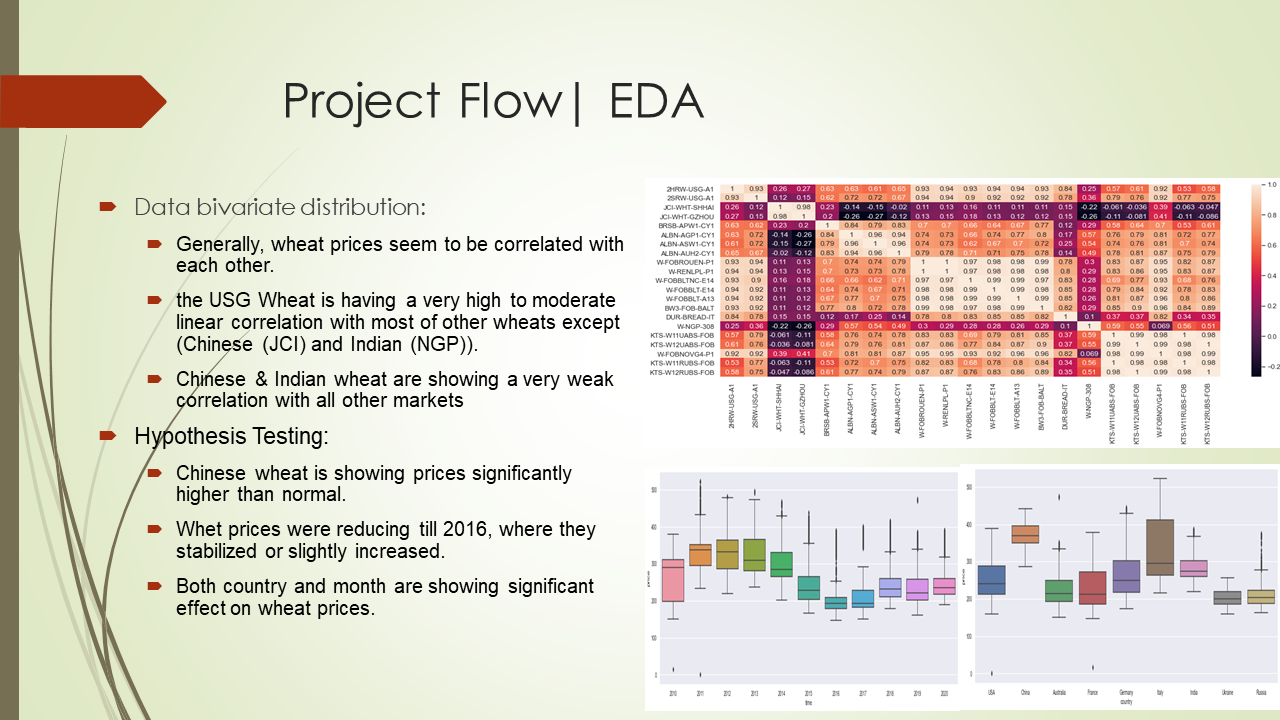 Project Flow| EDA
Data bivariate distribution:
Generally, wheat prices seem to be correlated with
each other.
the USG Wheat is having a very high to moderate
linear correlation with most of other wheats except
(Chinese (JCI) and Indian (NGP)).
Chinese & Indian wheat are showing a very weak
correlation with all other markets
Hypothesis Testing:
Chinese wheat is showing prices significantly
higher than normal.
Whet prices were reducing till 2016, where they
stabilized or slightly increased.
Both country and month are showing significant
effect on wheat prices.
2HRW-USG-A1 1 0.93 0.26 0.27 0.63 0.63 0.61 0.65 0.93 0.94 0.93 0.94 0.94 0.93 0.84 0.25 0.57 0.61 0.92 0.53 0.58
2SRW-USG-A1 0.93 1 0.12 0.15 0.62 0.72 0.72 0.67 0.94 0.94 0.9 0.92 0.92 0.92 0.78 0.36 0.79 0.76 0.92 0.77 0.75
JCI-WHT-SHHAI 0.26 0.12 1 0.98 0.23 -0.14 -0.15 -0.02 0.11 0.13 0.16 0.11 0.11 0.11 0.15 -0.22 -0.061 -0.036 0.39 -0.063 -0.047
JCI-WHT-GZHOU 0.27 0.15 0.98 1 0.2 -0.26 -0.27 -0.12 0.13 0.15 0.18 0.13 0.12 0.12 0.15 -0.26 -0.11 -0.081 0.41 -0.11 -0.086
BRSB-APW1-CY1 0.63 0.62 0.23 0.2 1 0.84 0.79 0.83 0.7 0.7 0.66 0.64 0.67 0.77 0.12 0.29 0.58 0.64 0.7 0.53 0.61
ALBN-AGP1-CY1 0.63 0.72 -0.14 -0.26 0.84 1 0.96 0.94 0.74 0.73 0.66 0.74 0.77 0.8 0.17 0.57 0.76 0.79 0.81 0.72 0.77
ALBN-ASW1-CY1 0.61 0.72 -0.15 -0.27 0.79 0.96 1 0.96 0.74 0.73 0.62 0.67 0.7 0.72 0.25 0.54 0.74 0.76 0.81 0.7 0.74
ALBN-AUH2-CY1 0.65 0.67 -0.02 -0.12 0.83 0.94 0.96 1 0.79 0.78 0.71 0.71 0.75 0.78 0.14 0.49 0.78 0.81 0.87 0.75 0.79
W-FOBROUEN-P1 0.93 0.94 0.11 0.13 0.7 0.74 0.74 0.79 1 1 0.97 0.98 0.98 0.99 0.78 0.3 0.83 0.87 0.95 0.82 0.87
W-RENLPL-P1 0.94 0.94 0.13 0.15 0.7 0.73 0.73 0.78 1 1 0.97 0.98 0.98 0.98 0.8 0.29 0.83 0.86 0.95 0.83 0.87
W-FOBBLTNC-E14 0.93 0.9 0.16 0.18 0.66 0.66 0.62 0.71 0.97 0.97 1 0.98 0.98 0.97 0.83 0.28 0.69 0.77 0.93 0.68 0.76
W-FOBBLT-E14 0.94 0.92 0.11 0.13 0.64 0.74 0.67 0.71 0.98 0.98 0.98 1 0.99 0.98 0.85 0.28 0.79 0.84 0.92 0.78 0.83
W-FOBBLT-A13 0.94 0.92 0.11 0.12 0.67 0.77 0.7 0.75 0.98 0.98 0.98 0.99 1 0.99 0.85 0.26 0.81 0.87 0.96 0.8 0.86
BW3-FOB-BALT 0.93 0.92 0.11 0.12 0.77 0.8 0.72 0.78 0.99 0.98 0.97 0.98 0.99 1 0.82 0.29 0.85 0.9 0.96 0.84 0.89
DUR-BREAD-IT 0.84 0.78 0.15 0.15 0.12 0.17 0.25 0.14 0.78 0.8 0.83 0.85 0.85 0.82 1 0.1 0.37 0.37 0.82 0.34 0.35
W-NGP-308 0.25 0.36 -0.22 -0.26 0.29 0.57 0.54 0.49 0.3 0.29 0.28 0.28 0.26 0.29 0.1 1 0.59 0.55 0.069 0.56 0.51
KTS-W11UABS-FOB 0.57 0.79 -0.061 -0.11 0.58 0.76 0.74 0.78 0.83 0.83 0.69 0.79 0.81 0.85 0.37 0.59 1 0.99 0.98 1 0.98
KTS-W12UABS-FOB 0.61 0.76 -0.036 -0.081 0.64 0.79 0.76 0.81 0.87 0.86 0.77 0.84 0.87 0.9 0.37 0.55 0.99 1 0.99 0.98 1
W-FOBNOVG4-P1 0.92 0.92 0.39 0.41 0.7 0.81 0.81 0.87 0.95 0.95 0.93 0.92 0.96 0.96 0.82 0.069 0.98 0.99 1 0.98 0.99
KTS-W11RUBS-FOB 0.53 0.77 -0.063 -0.11 0.53 0.72 0.7 0.75 0.82 0.83 0.68 0.78 0.8 0.84 0.34 0.56 1 0.98 0.98 1 0.98
KTS-W12RUBS-FOB 0.58 0.75 -0.047 -0.086 0.61 0.77 0.74 0.79 0.87 0.87 0.76 0.83 0.86 0.89 0.35 0.51 0.98 1 0.99 0.98 1
2HRW-USG-A1 2SRW-USG-A1 JCI-WHT-SHHAI JCI-WHT-GZHOU BRSB-APW1-CY1 ALBN-AGP1-CY1 ALBN-ASW1-CY1 ALBN-AUH2-CY1 W-FOBROUEN-P1 W-RENLPL-P1 W-FOBBLTNC-E14 W-FOBBLT-E14 W-FOBBLT-A13 BW3-FOB-BALT DUR-BREAD-IT W-NGP-308 KTS-W11UABS-FOB KTS-W12UABS-FOB W-FOBNOVG4-P1 KTS-W11RUBS-FOB KTS-W12RUBS-FOB
1.0
0.8
0.6
0.4
0.2
0.0
-0.2
500
400
300
200
100
0
price
2010 2011 2012 2013 2014 2015 2016 2017 2018 2019 2020
time
500
400
300
200
100
0
price
USA China Australia France Germany Italy India Ukraine Russia
country